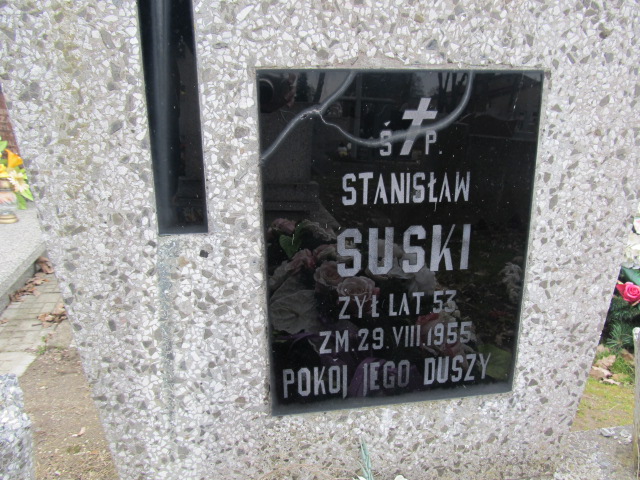 Ś P.
STANISŁAW
SUSKI
ŻYŁ LAT 53
ZM. 29. VIII. 1955
POKÓJ JEGO DUSZY